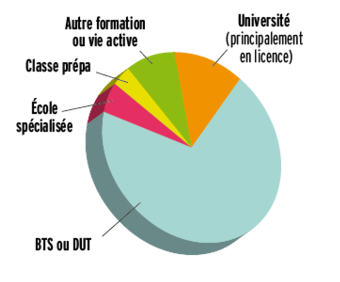 Autre formation
ou vie active
Université
(principalement
en licence)
Classe prépa
École
spécialisée
BTS ou DUT